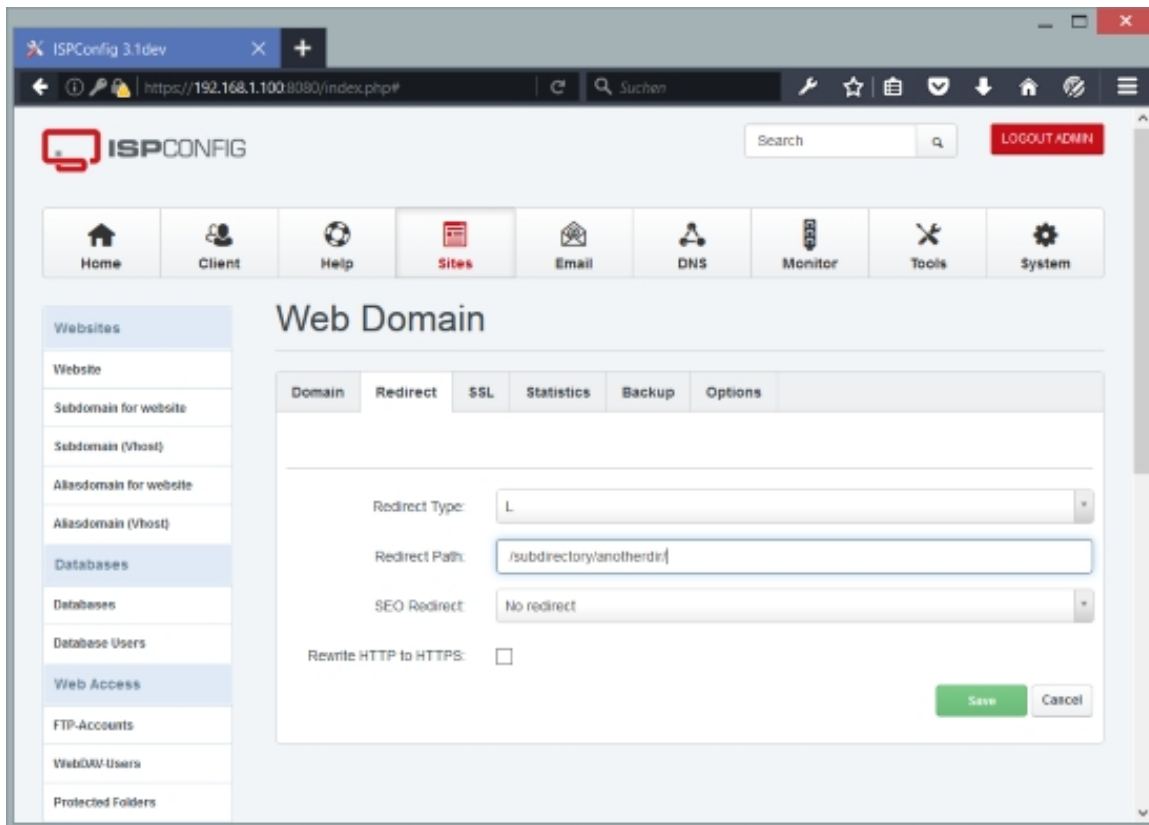 ISPConfig 3.1dev
https://192.168.1.100:8080/index.php#
Suchen
ISPCONFIG
Search
LOGOUT ADMIN
Home Client Help Sites Email DNS Monitor Tools System
Websites
Website
Subdomain for website
Subdomain (Vhost)
Aliasdomain for website
Aliasdomain (Vhost)
Databases
Databases
Database Users
Web Access
FTP-Accounts
WebDAV-Users
Protected Folders
Web Domain
Domain Redirect SSL Statistics Backup Options
Redirect Type: L
Redirect Path: /subdirectory/anotherdir/
SEO Redirect: No redirect
Rewrite HTTP to HTTPS:
Save Cancel